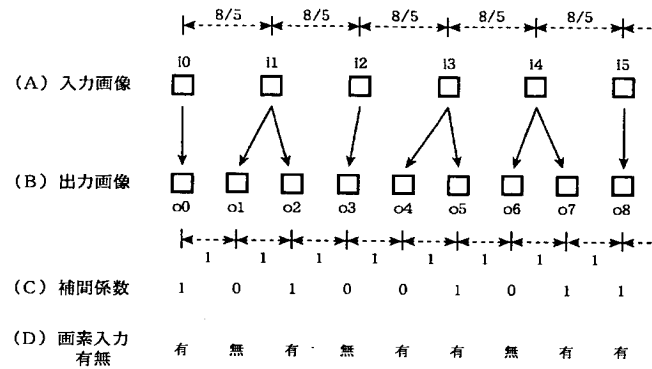 8/5 8/5 8/5 8/5 8/5
i0 i1 i2 i3 i4 i5
(A) 入力画像
(B) 出力画像
o0 o1 o2 o3 o4 o5 o6 o7 o8
1 1 1 1 1 1 1 1
(C) 補間係数 1 0 1 0 0 1 0 1 1
(D) 画素入力
有無 有 無 有 無 有 有 無 有 有